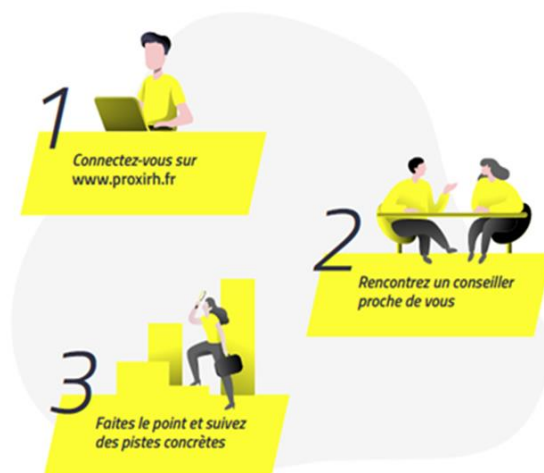 1
Connectez-vous sur
www.proxirh.fr
2
Rencontrez un conseiller
proche de vous
3
Faites le point et suivez
des pistes concrètes